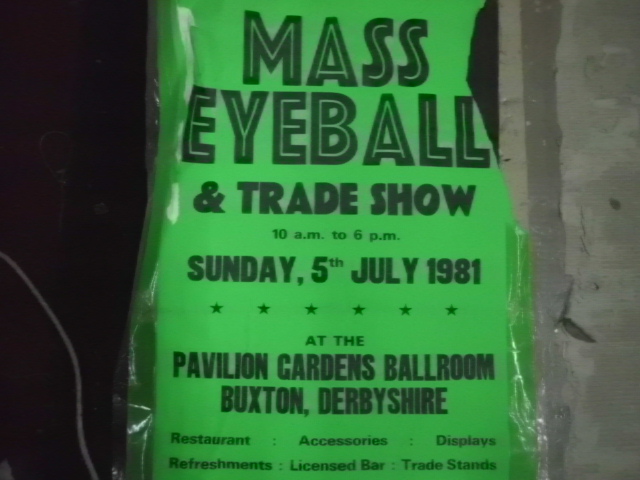 MASS
EYEBALL
& TRADE SHOW
10 a.m. to 6 p.m.
SUNDAY, 5th JULY 1981
★ ★ ★ ★ ★ ★
AT THE
PAVILION GARDENS BALLROOM
BUXTON, DERBYSHIRE
Restaurant : Accessories : Displays
Refreshments : Licensed Bar : Trade Stands